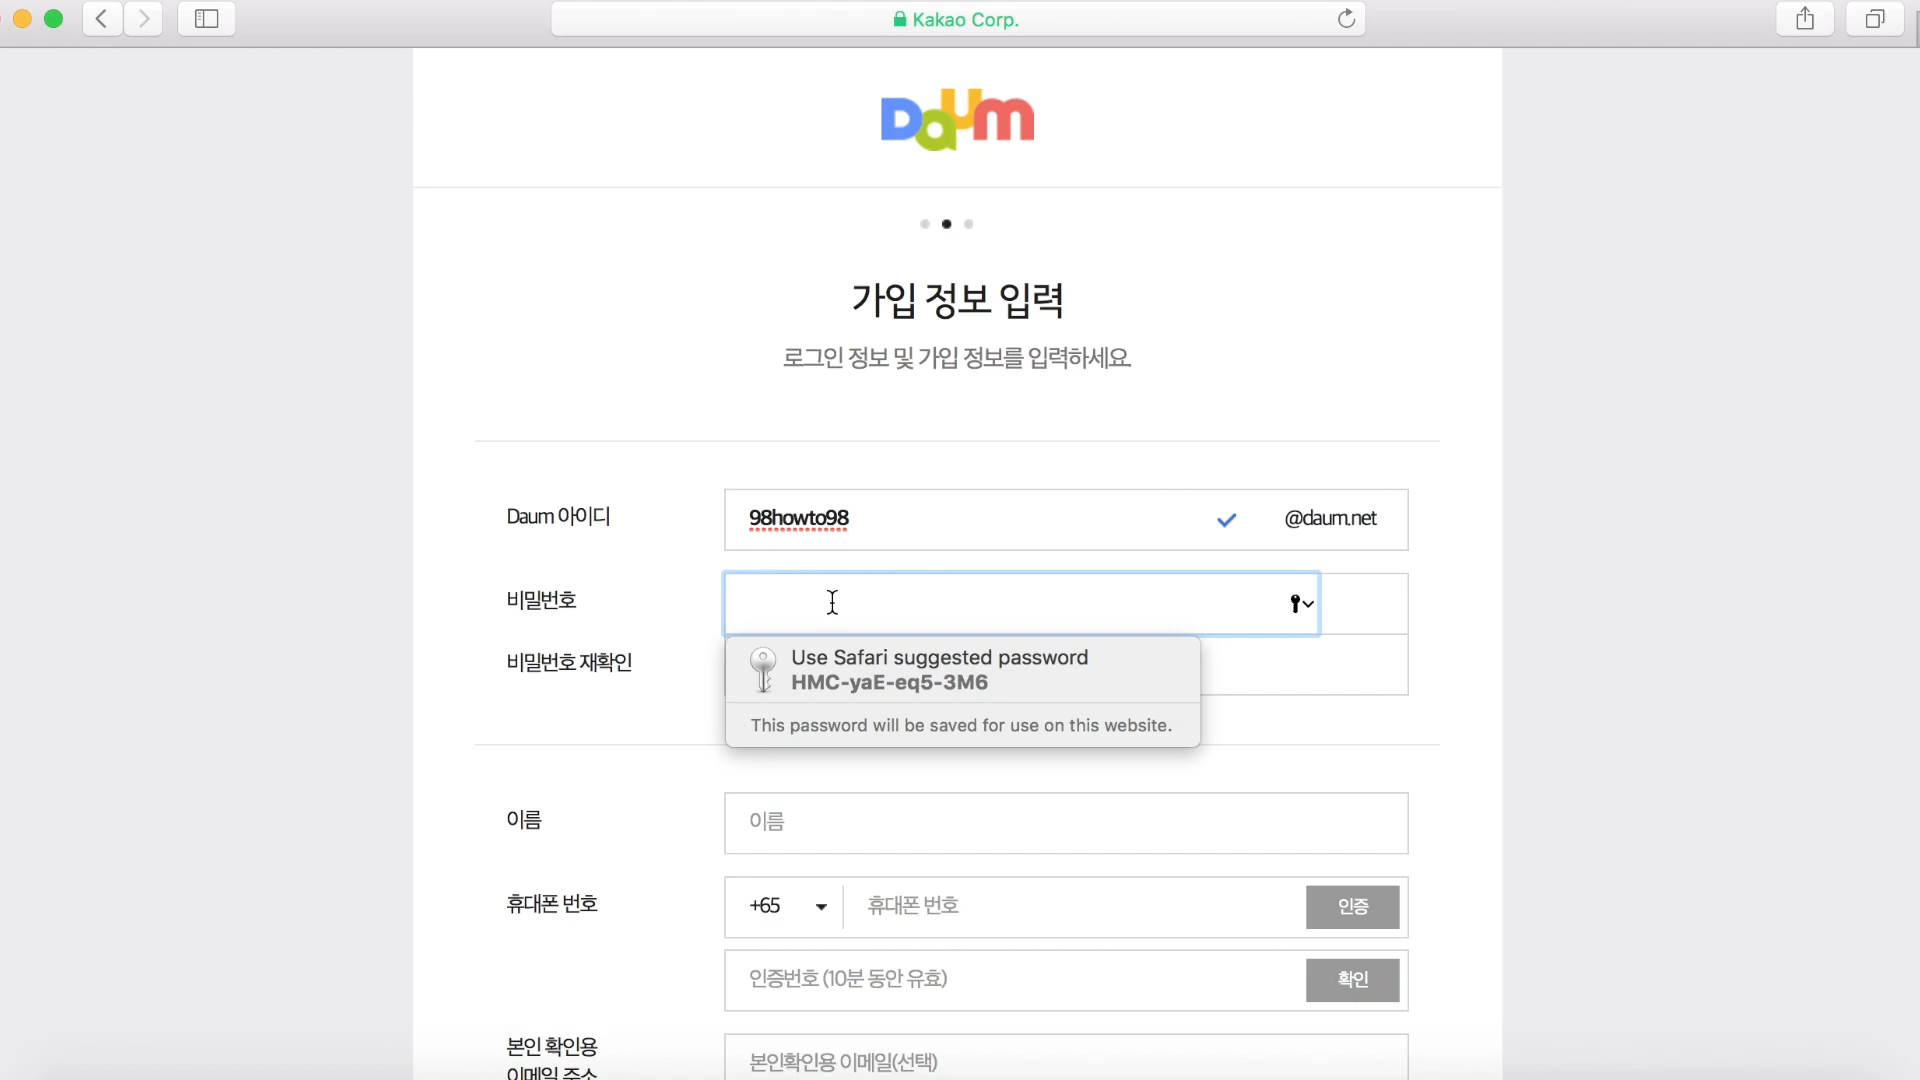 Kakao Corp.
Daum
가입 정보 입력
로그인 정보 및 가입 정보를 입력하세요.
Daum 아이디
98howto98
@daum.net
비밀번호
비밀번호 재확인
Use Safari suggested password
HMC-yaE-eq5-3M6
This password will be saved for use on this website.
이름
이름
휴대폰 번호
+65
휴대폰 번호
인증
인증번호 (10분 동안 유효)
확인
본인 확인용
이메일 주소
본인확인용 이메일(선택)